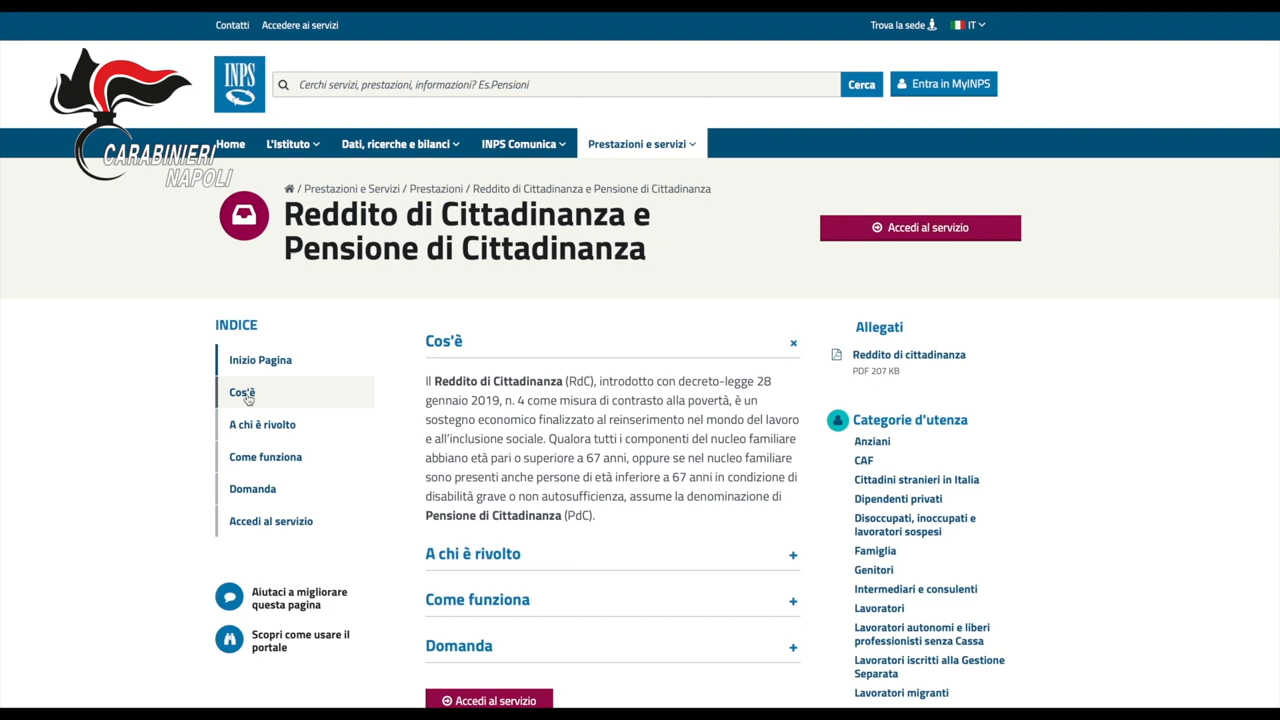 Contatti Accedere ai servizi Trova la sede IT
INPS
Cerchi servizi, prestazioni, informazioni? Es.Pensioni
Cerca
Entra in MyINPS
CARABINIERI
NAPOLI
Home L'Istituto Dati, ricerche e bilanci INPS Comunica Prestazioni e servizi
/ Prestazioni e Servizi / Prestazioni / Reddito di Cittadinanza e Pensione di Cittadinanza
Reddito di Cittadinanza e
Pensione di Cittadinanza
Accedi al servizio
INDICE
Inizio Pagina
Cos'è
A chi è rivolto
Come funziona
Domanda
Accedi al servizio
Aiutaci a migliorare
questa pagina
Scopri come usare il
portale
Cos'è
Il Reddito di Cittadinanza (RdC), introdotto con decreto-legge 28
gennaio 2019, n. 4 come misura di contrasto alla povertà, è un
sostegno economico finalizzato al reinserimento nel mondo del lavoro
e all'inclusione sociale. Qualora tutti i componenti del nucleo familiare
abbiano età pari o superiore a 67 anni, oppure se nel nucleo familiare
sono presenti anche persone di età inferiore a 67 anni in condizione di
disabilità grave o non autosufficienza, assume la denominazione di
Pensione di Cittadinanza (PdC).
A chi è rivolto
Come funziona
Domanda
Accedi al servizio
Allegati
Reddito di cittadinanza
PDF 207 KB
Categorie d'utenza
Anziani
CAF
Cittadini stranieri in Italia
Dipendenti privati
Disoccupati, inoccupati e
lavoratori sospesi
Famiglia
Genitori
Intermediari e consulenti
Lavoratori
Lavoratori autonomi e liberi
professionisti senza Cassa
Lavoratori iscritti alla Gestione
Separata
Lavoratori migranti